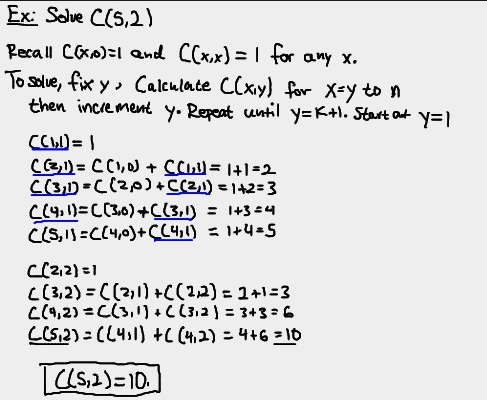 Ex: Solve C(5,2)
Recall C(x,0)=1 and C(x,x)=1 for any x.
To solve, fix y, Calculate C(x,y) for x=y to n
then increment y. Repeat until y=k+1. Start at y=1
C(1,1)=1
C(2,1)=C(1,0)+C(1,1)=1+1=2
C(3,1)=C(2,0)+C(2,1)=1+2=3
C(4,1)=C(3,0)+C(3,1)=1+3=4
C(5,1)=C(4,0)+C(4,1)=1+4=5
C(2,2)=1
C(3,2)=C(2,1)+C(2,2)=2+1=3
C(4,2)=C(3,1)+C(3,2)=3+3=6
C(5,2)=C(4,1)+C(4,2)=4+6=10
C(5,2)=10.